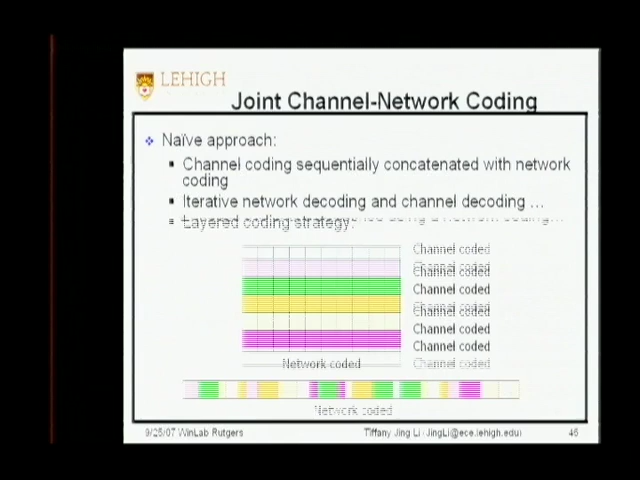 LEHIGH
Joint Channel-Network Coding
Naïve approach:
Channel coding sequentially concatenated with network
coding
Iterative network decoding and channel decoding ...
Layered coding strategy:
Channel coded
Channel coded
Channel coded
Channel coded
Channel coded
Channel coded
Channel coded
Channel coded
Channel coded
Network coded
Network coded
9/25/07 WinLab Rutgers
Tiffany Jing Li (JingLi@ece.lehigh.edu)
46